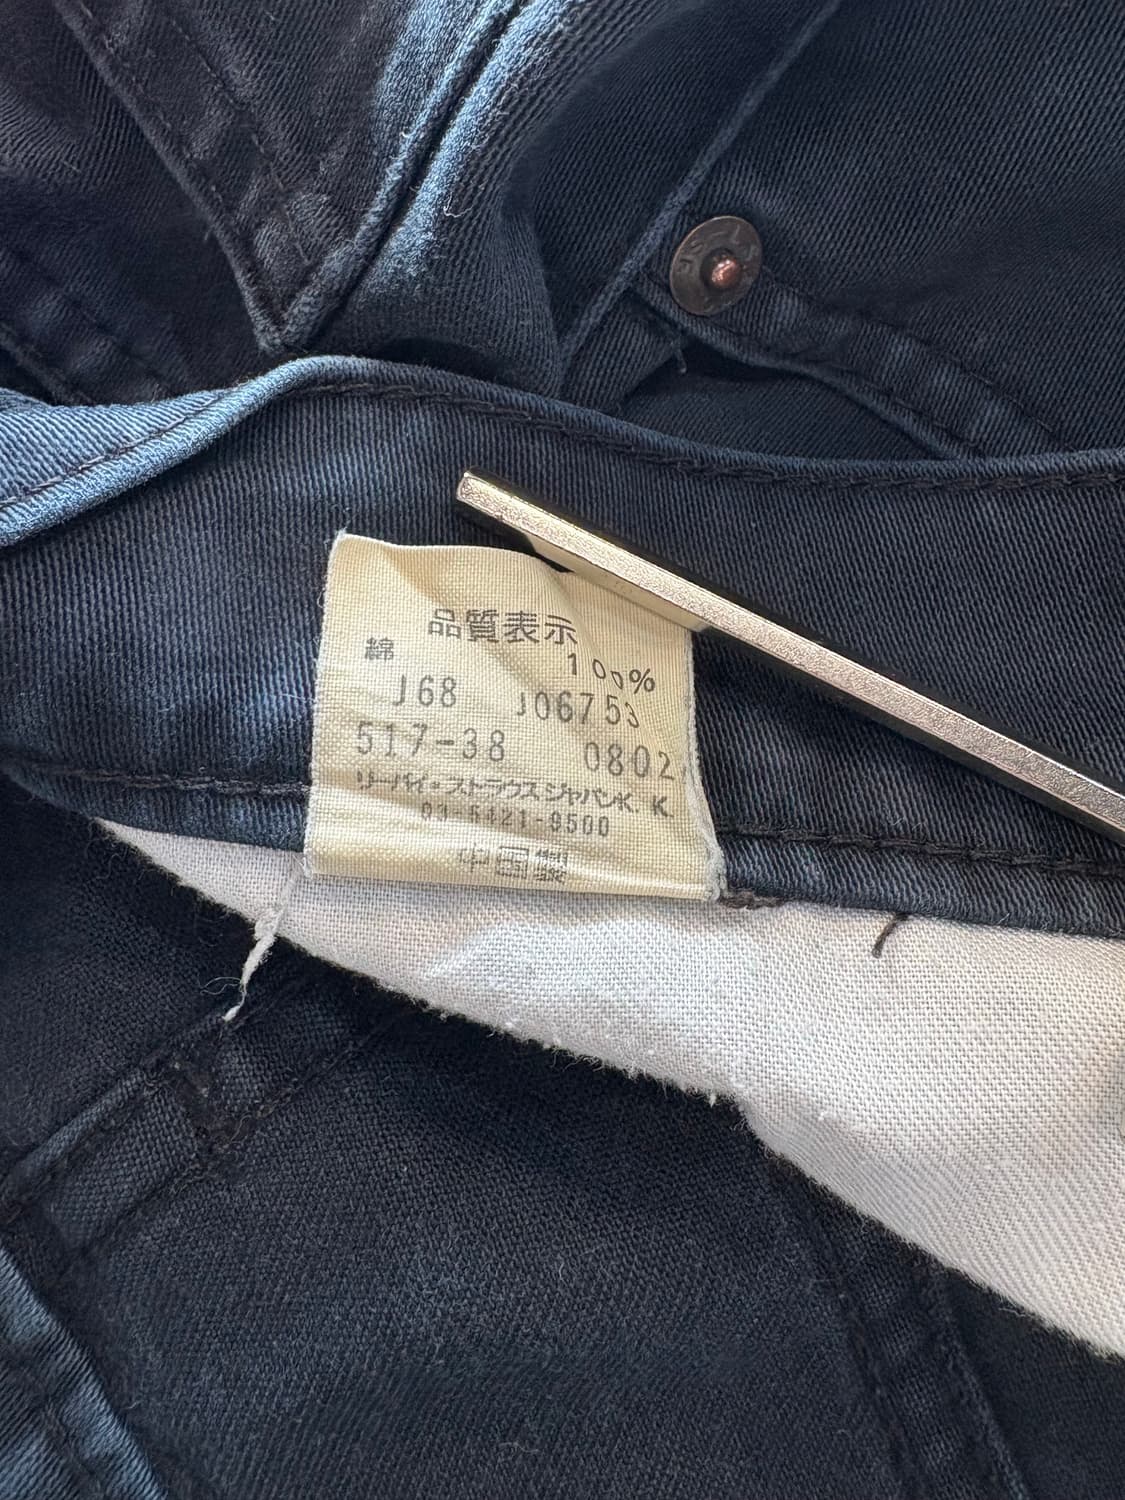 品質表示
綿 100%
J68 J06753
517-38 0802
リーバイ・ストラウス ジャパンK.K.
03-5421-8500
中国製